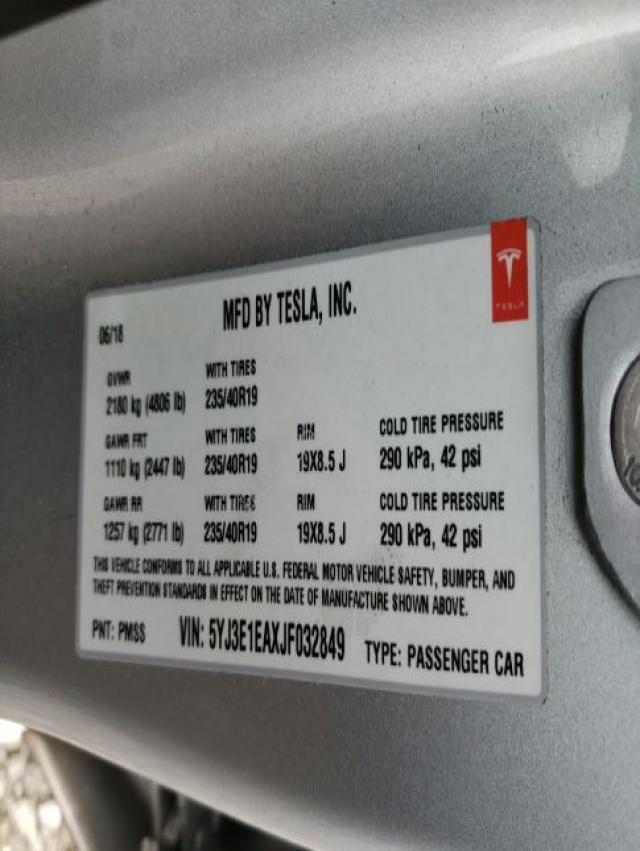 TESLA
06/18 MFD BY TESLA, INC.
GVWR WITH TIRES
2180 kg (4806 lb) 235/40R19
GAWR FRT WITH TIRES RIM COLD TIRE PRESSURE
1110 kg (2447 lb) 235/40R19 19X8.5 J 290 kPa, 42 psi
GAWR RR WITH TIRES RIM COLD TIRE PRESSURE
1257 kg (2771 lb) 235/40R19 19X8.5 J 290 kPa, 42 psi
THIS VEHICLE CONFORMS TO ALL APPLICABLE U.S. FEDERAL MOTOR VEHICLE SAFETY, BUMPER, AND
THEFT PREVENTION STANDARDS IN EFFECT ON THE DATE OF MANUFACTURE SHOWN ABOVE.
PNT: PMSS VIN: 5YJ3E1EAXJF032849 TYPE: PASSENGER CAR